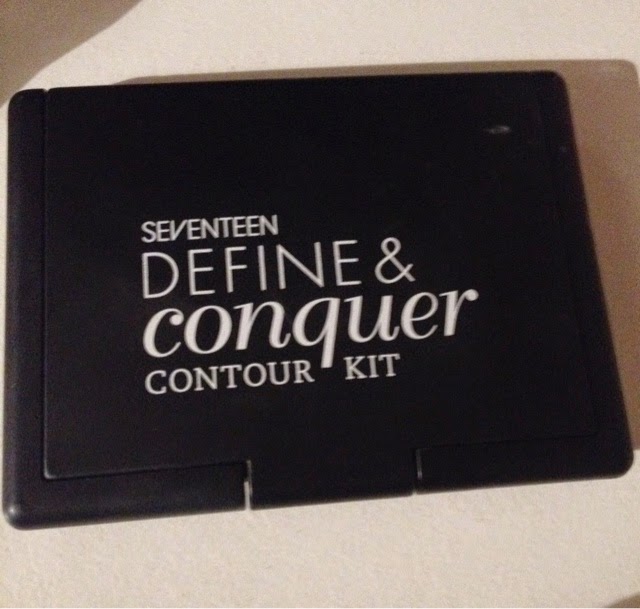 SEVENTEEN
DEFINE &
conquer
CONTOUR KIT